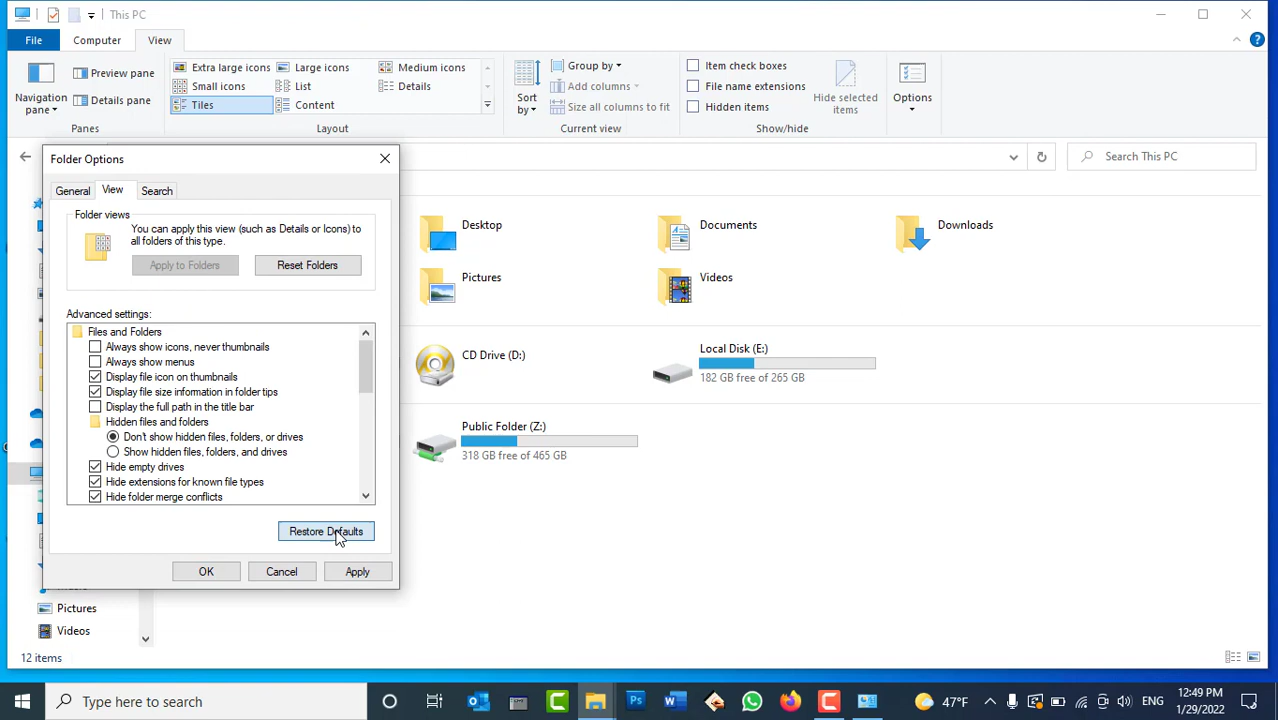 This PC
File
Computer
View
Navigation pane
Preview pane
Details pane
Panes
Extra large icons
Large icons
Medium icons
Small icons
List
Details
Tiles
Content
Layout
Sort by
Group by
Add columns
Size all columns to fit
Current view
Item check boxes
File name extensions
Hidden items
Hide selected items
Show/hide
Options
Search This PC
Folder Options
General
View
Search
Folder views
You can apply this view (such as Details or Icons) to
all folders of this type.
Apply to Folders
Reset Folders
Advanced settings:
Files and Folders
Always show icons, never thumbnails
Always show menus
Display file icon on thumbnails
Display file size information in folder tips
Display the full path in the title bar
Hidden files and folders
Don't show hidden files, folders, or drives
Show hidden files, folders, and drives
Hide empty drives
Hide extensions for known file types
Hide folder merge conflicts
Restore Defaults
OK
Cancel
Apply
Desktop
Documents
Downloads
Pictures
Videos
CD Drive (D:)
Local Disk (E:)
182 GB free of 265 GB
Public Folder (Z:)
318 GB free of 465 GB
Pictures
Videos
12 items
Type here to search
Ps
47°F
ENG
12:49 PM
1/29/2022